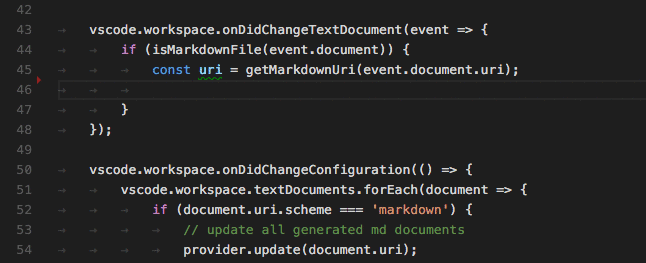 42
43 vscode.workspace.onDidChangeTextDocument(event => {
44 if (isMarkdownFile(event.document)) {
45 const uri = getMarkdownUri(event.document.uri);
46
47 }
48 });
49
50 vscode.workspace.onDidChangeConfiguration(() => {
51 vscode.workspace.textDocuments.forEach(document => {
52 if (document.uri.scheme === 'markdown') {
53 // update all generated md documents
54 provider.update(document.uri);